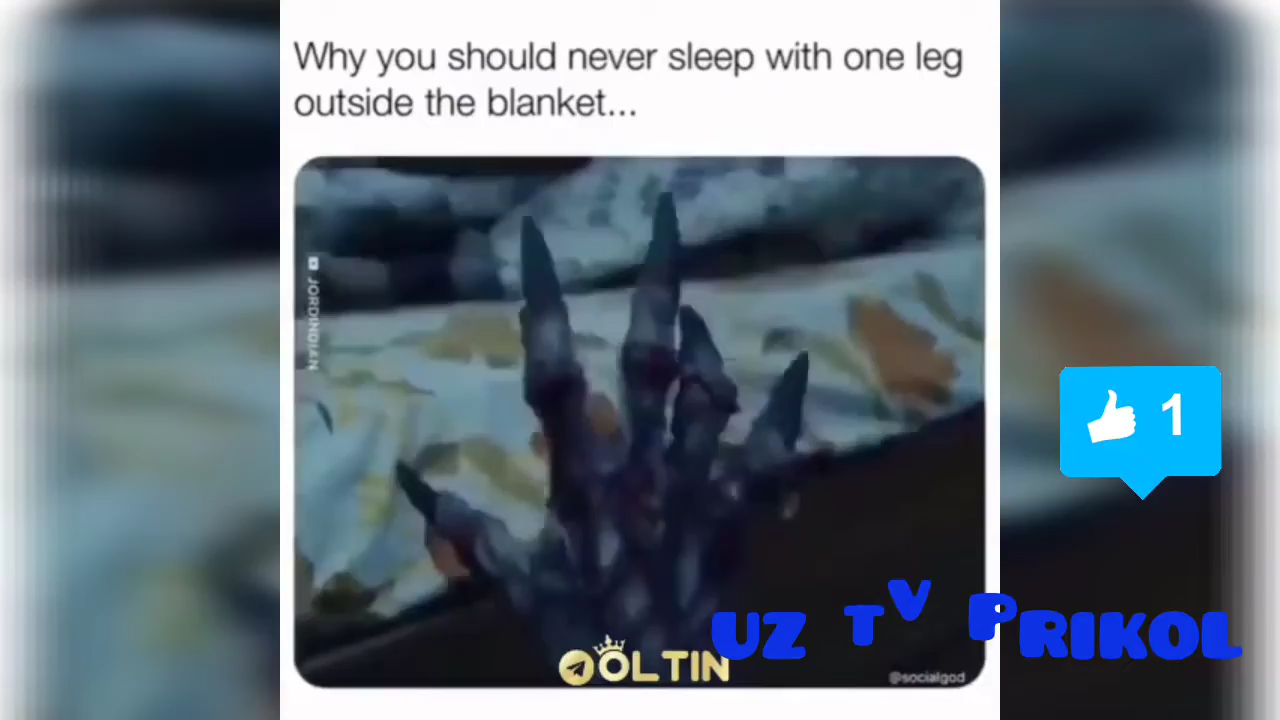 Why you should never sleep with one leg
outside the blanket...
JORDINDIAN
1
UZ TV PRIKOL
OLTIN
@socialgod